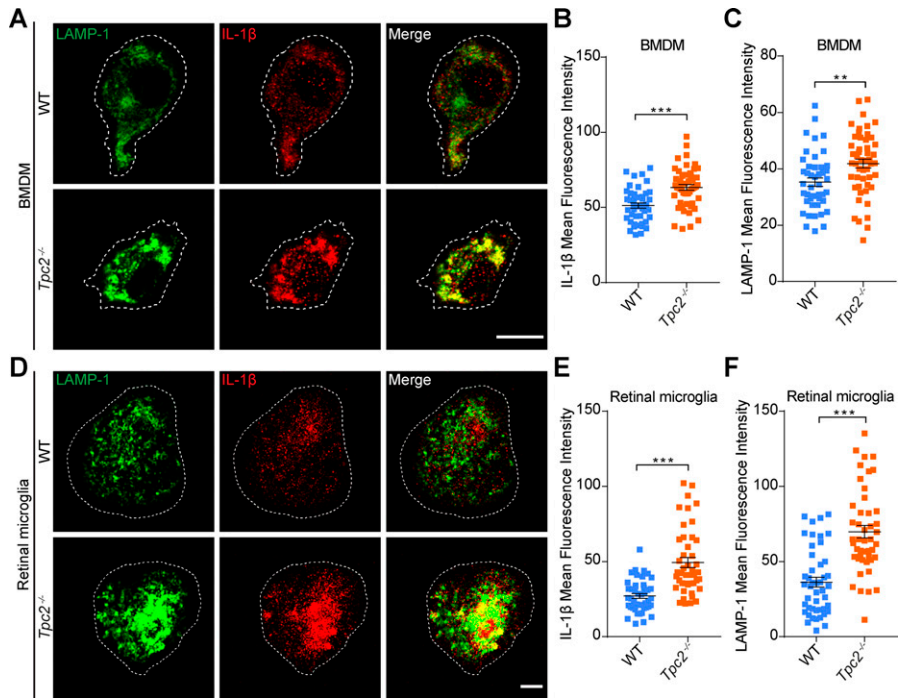 A
LAMP-1
IL-1β
Merge
WT
Tpc2-/-
BMDM
B
BMDM
IL-1β Mean Fluorescence Intensity
150
100
50
0
***
WT
Tpc2-/-
C
BMDM
LAMP-1 Mean Fluorescence Intensity
80
60
40
20
0
**
WT
Tpc2-/-
D
LAMP-1
IL-1β
Merge
WT
Tpc2-/-
Retinal microglia
E
Retinal microglia
IL-1β Mean Fluorescence Intensity
150
100
50
0
***
WT
Tpc2-/-
F
Retinal microglia
LAMP-1 Mean Fluorescence Intensity
150
100
50
0
***
WT
Tpc2-/-